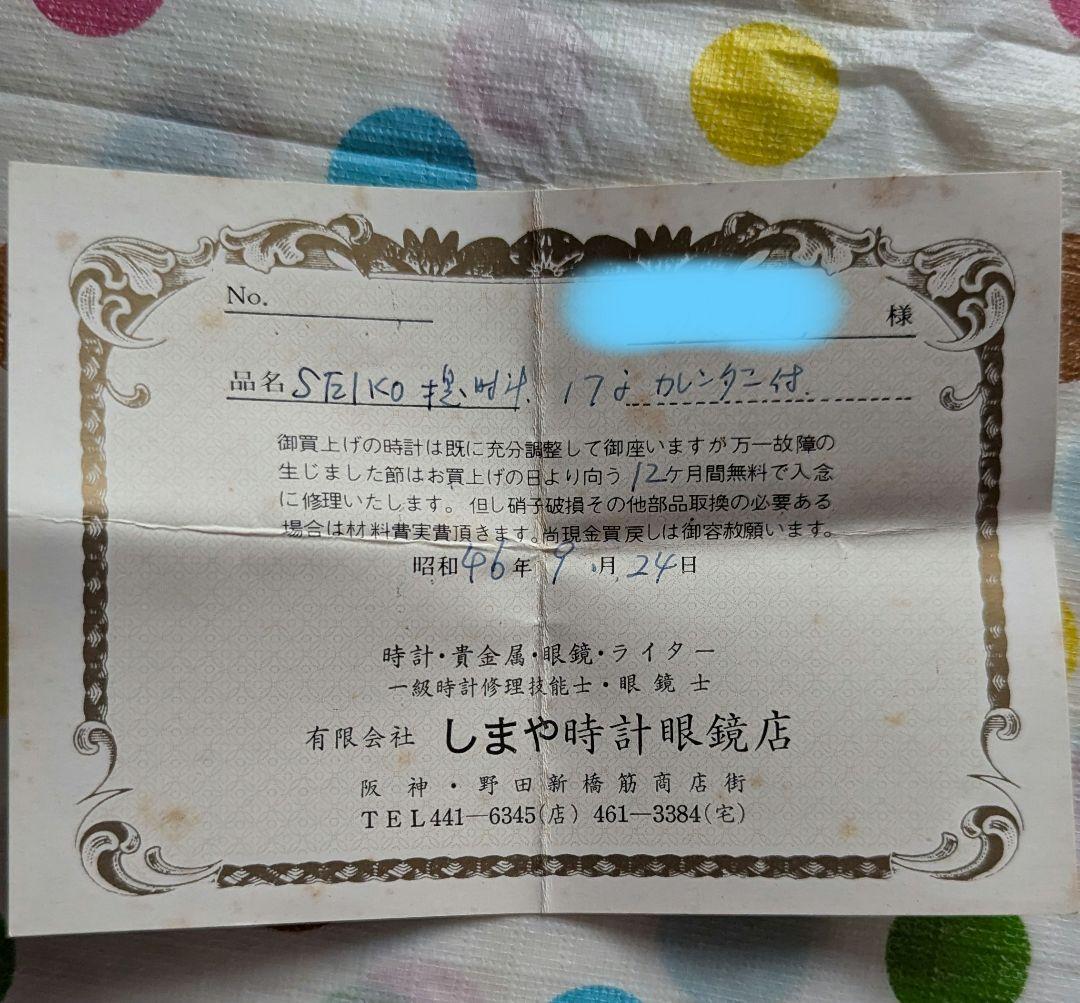 No.
様
品名 SEIKO 提時計. 17j カレンダー付.
御買上げの時計は既に充分調整して御座いますが万一故障の
生じました節はお買上げの日より向う12ケ月間無料で入念
に修理いたします。但し硝子破損その他部品取換の必要ある
場合は材料費実費頂きます。尚現金買戻しは御容赦願います。
昭和46年9月24日
時計・貴金属・眼鏡・ライター
一級時計修理技能士・眼鏡士
有限会社 しまや時計眼鏡店
阪神・野田新橋筋商店街
TEL441―6345(店) 461―3384(宅)